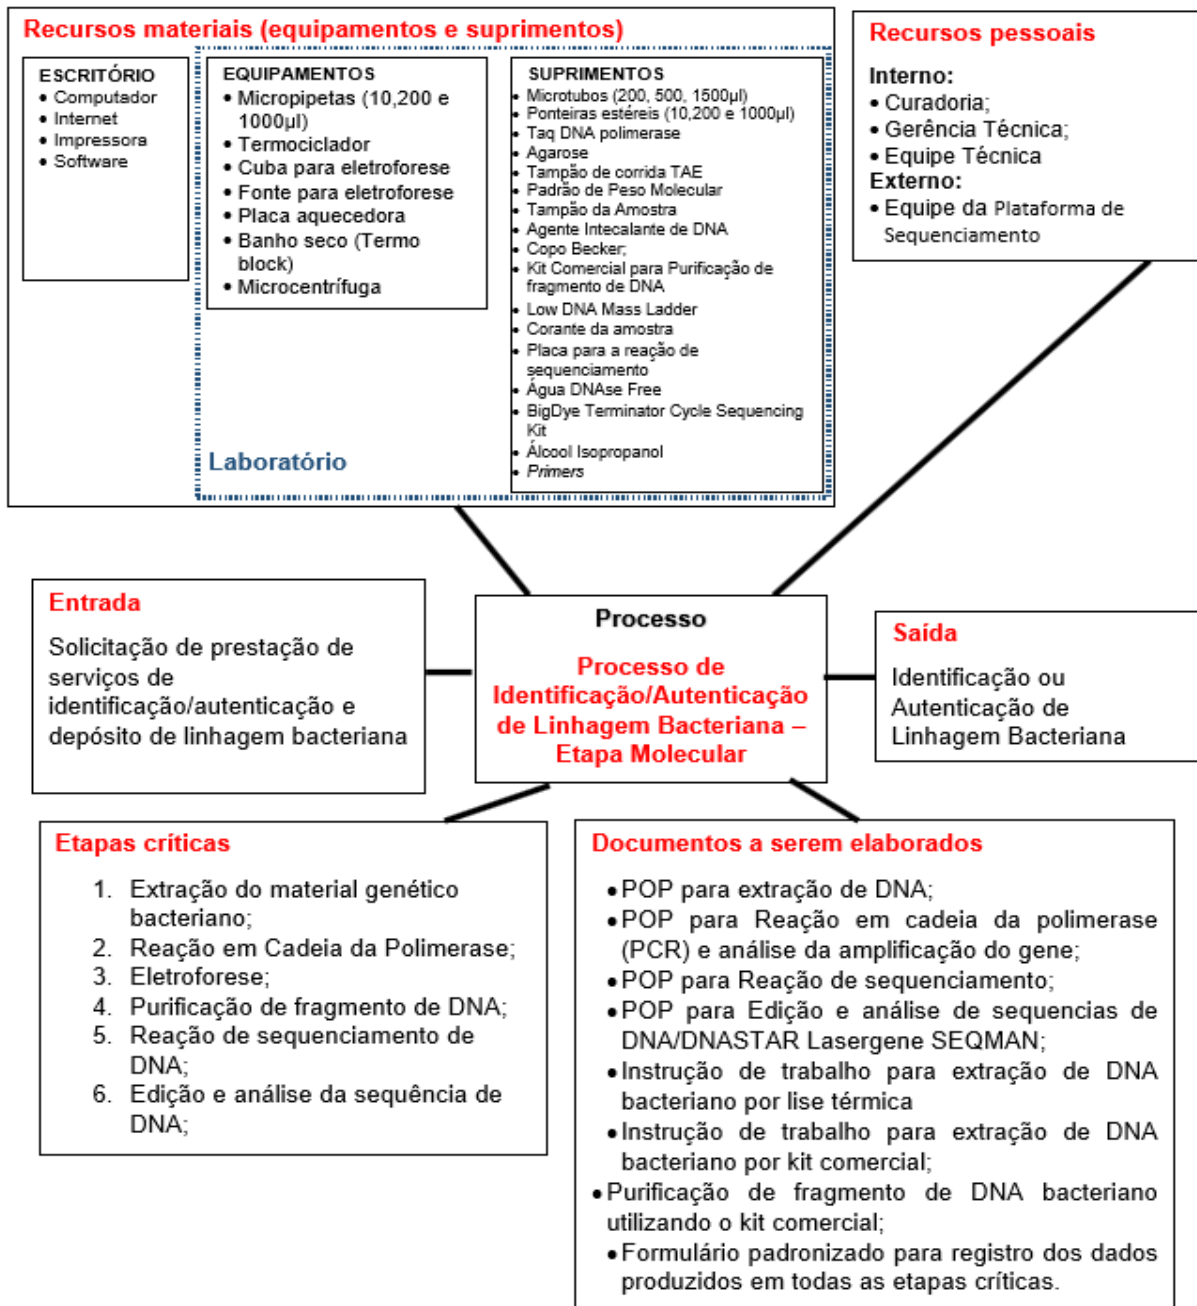 Recursos materiais (equipamentos e suprimentos)
ESCRITÓRIO
• Computador
• Internet
• Impressora
• Software
EQUIPAMENTOS
• Micropipetas (10,200 e
1000µl)
• Termociclador
• Cuba para eletroforese
• Fonte para eletroforese
• Placa aquecedora
• Banho seco (Termo
block)
• Microcentrífuga
SUPRIMENTOS
• Microtubos (200, 500, 1500µl)
• Ponteiras estéreis (10,200 e 1000µl)
• Taq DNA polimerase
• Agarose
• Tampão de corrida TAE
• Padrão de Peso Molecular
• Tampão da Amostra
• Agente Intecalante de DNA
• Copo Becker;
• Kit Comercial para Purificação de
fragmento de DNA
• Low DNA Mass Ladder
• Corante da amostra
• Placa para a reação de
sequenciamento
• Água DNAse Free
• BigDye Terminator Cycle Sequencing
Kit
• Álcool Isopropanol
• Primers
Laboratório
Recursos pessoais
Interno:
• Curadoria;
• Gerência Técnica;
• Equipe Técnica
Externo:
• Equipe da Plataforma de
Sequenciamento
Entrada
Solicitação de prestação de
serviços de
identificação/autenticação e
depósito de linhagem bacteriana
Processo
Processo de
Identificação/Autenticação
de Linhagem Bacteriana –
Etapa Molecular
Saída
Identificação ou
Autenticação de
Linhagem Bacteriana
Etapas críticas
1. Extração do material genético
bacteriano;
2. Reação em Cadeia da Polimerase;
3. Eletroforese;
4. Purificação de fragmento de DNA;
5. Reação de sequenciamento de
DNA;
6. Edição e análise da sequência de
DNA;
Documentos a serem elaborados
• POP para extração de DNA;
• POP para Reação em cadeia da polimerase
(PCR) e análise da amplificação do gene;
• POP para Reação de sequenciamento;
• POP para Edição e análise de sequencias de
DNA/DNASTAR Lasergene SEQMAN;
• Instrução de trabalho para extração de DNA
bacteriano por lise térmica
• Instrução de trabalho para extração de DNA
bacteriano por kit comercial;
• Purificação de fragmento de DNA bacteriano
utilizando o kit comercial;
• Formulário padronizado para registro dos dados
produzidos em todas as etapas críticas.